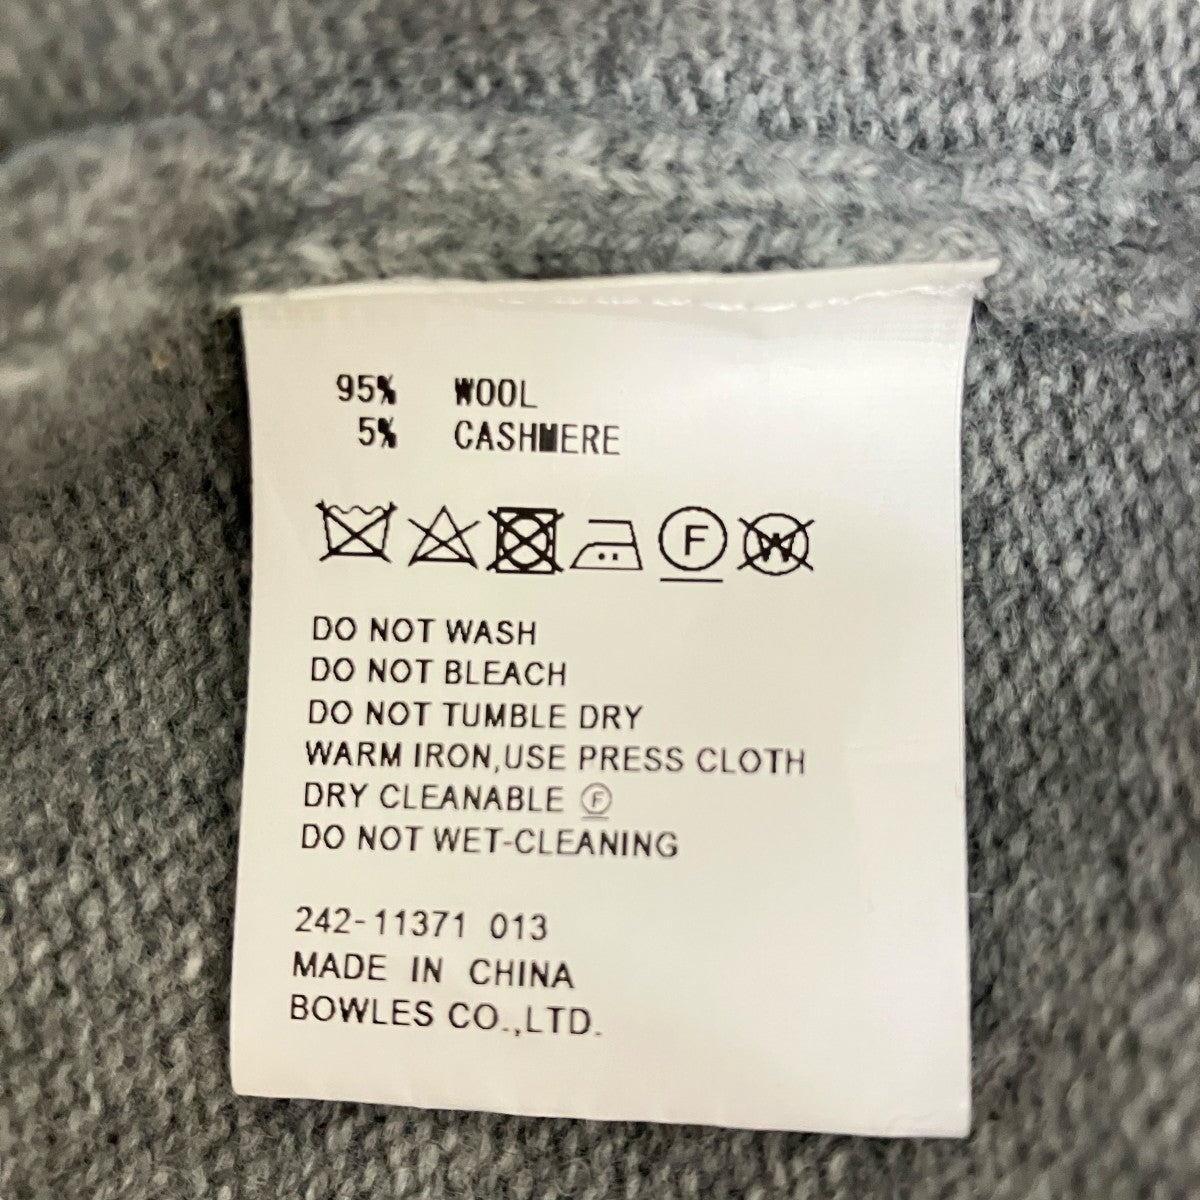 95% WOOL
5% CASHMERE
F W
DO NOT WASH
DO NOT BLEACH
DO NOT TUMBLE DRY
WARM IRON,USE PRESS CLOTH
DRY CLEANABLE Ⓕ
DO NOT WET-CLEANING
242-11371 013
MADE IN CHINA
BOWLES CO.,LTD.